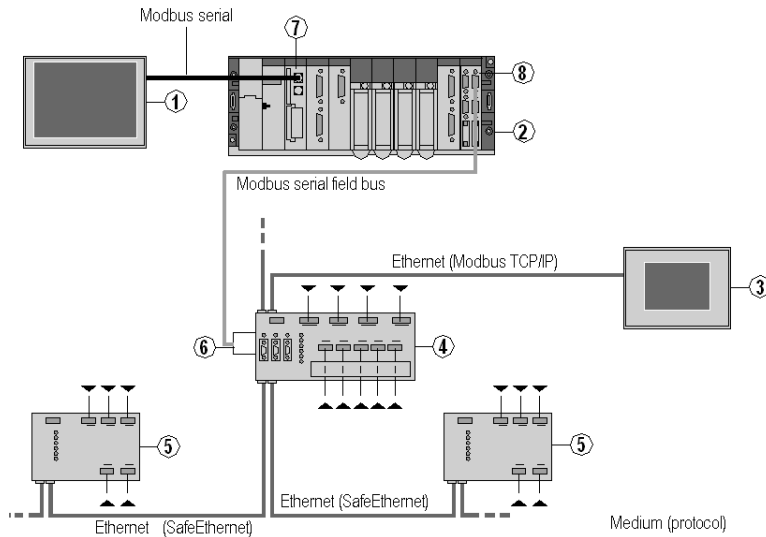 Modbus serial
7
8
1
2
Modbus serial field bus
Ethernet (Modbus TCP/IP)
3
6
4
5
5
Ethernet (SafeEthernet)
Ethernet (SafeEthernet)
Medium (protocol)